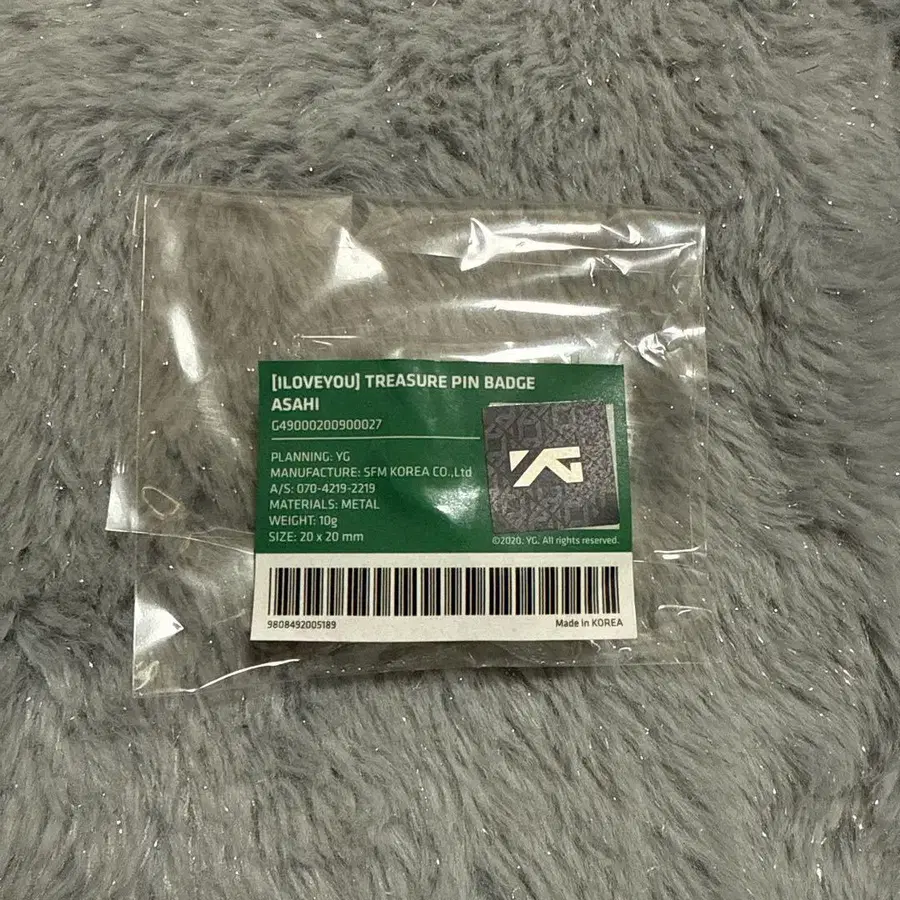 [ILOVEYOU] TREASURE PIN BADGE
ASAHI
G49000200900027
PLANNING: YG
MANUFACTURE: SFM KOREA CO.,Ltd
A/S: 070-4219-2219
MATERIALS: METAL
WEIGHT: 10g
SIZE: 20 x 20 mm
YG
©2020. YG. All rights reserved.
9808492005189
Made in KOREA